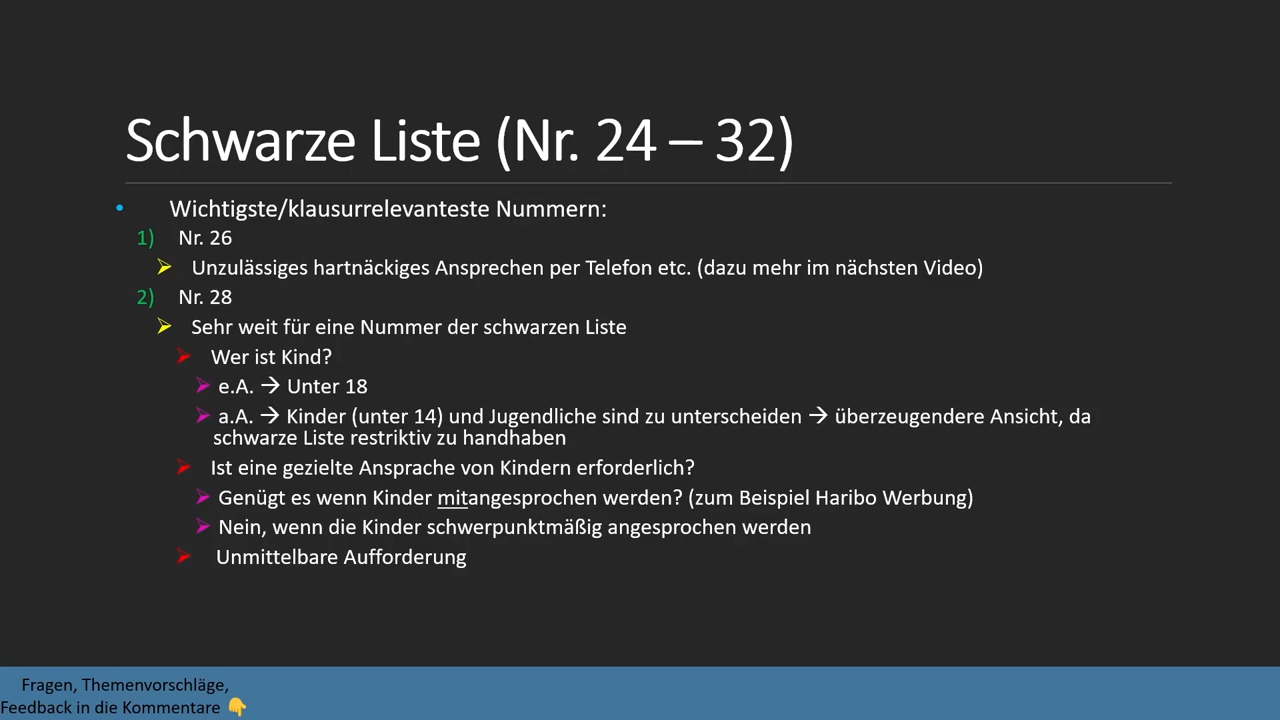 Schwarze Liste (Nr. 24 – 32)
• Wichtigste/klausurrelevanteste Nummern:
1) Nr. 26
➢ Unzulässiges hartnäckiges Ansprechen per Telefon etc. (dazu mehr im nächsten Video)
2) Nr. 28
➢ Sehr weit für eine Nummer der schwarzen Liste
➢ Wer ist Kind?
➢ e.A. → Unter 18
➢ a.A. → Kinder (unter 14) und Jugendliche sind zu unterscheiden → überzeugendere Ansicht, da
schwarze Liste restriktiv zu handhaben
➢ Ist eine gezielte Ansprache von Kindern erforderlich?
➢ Genügt es wenn Kinder mitangesprochen werden? (zum Beispiel Haribo Werbung)
➢ Nein, wenn die Kinder schwerpunktmäßig angesprochen werden
➢ Unmittelbare Aufforderung
Fragen, Themenvorschläge,
Feedback in die Kommentare 👇